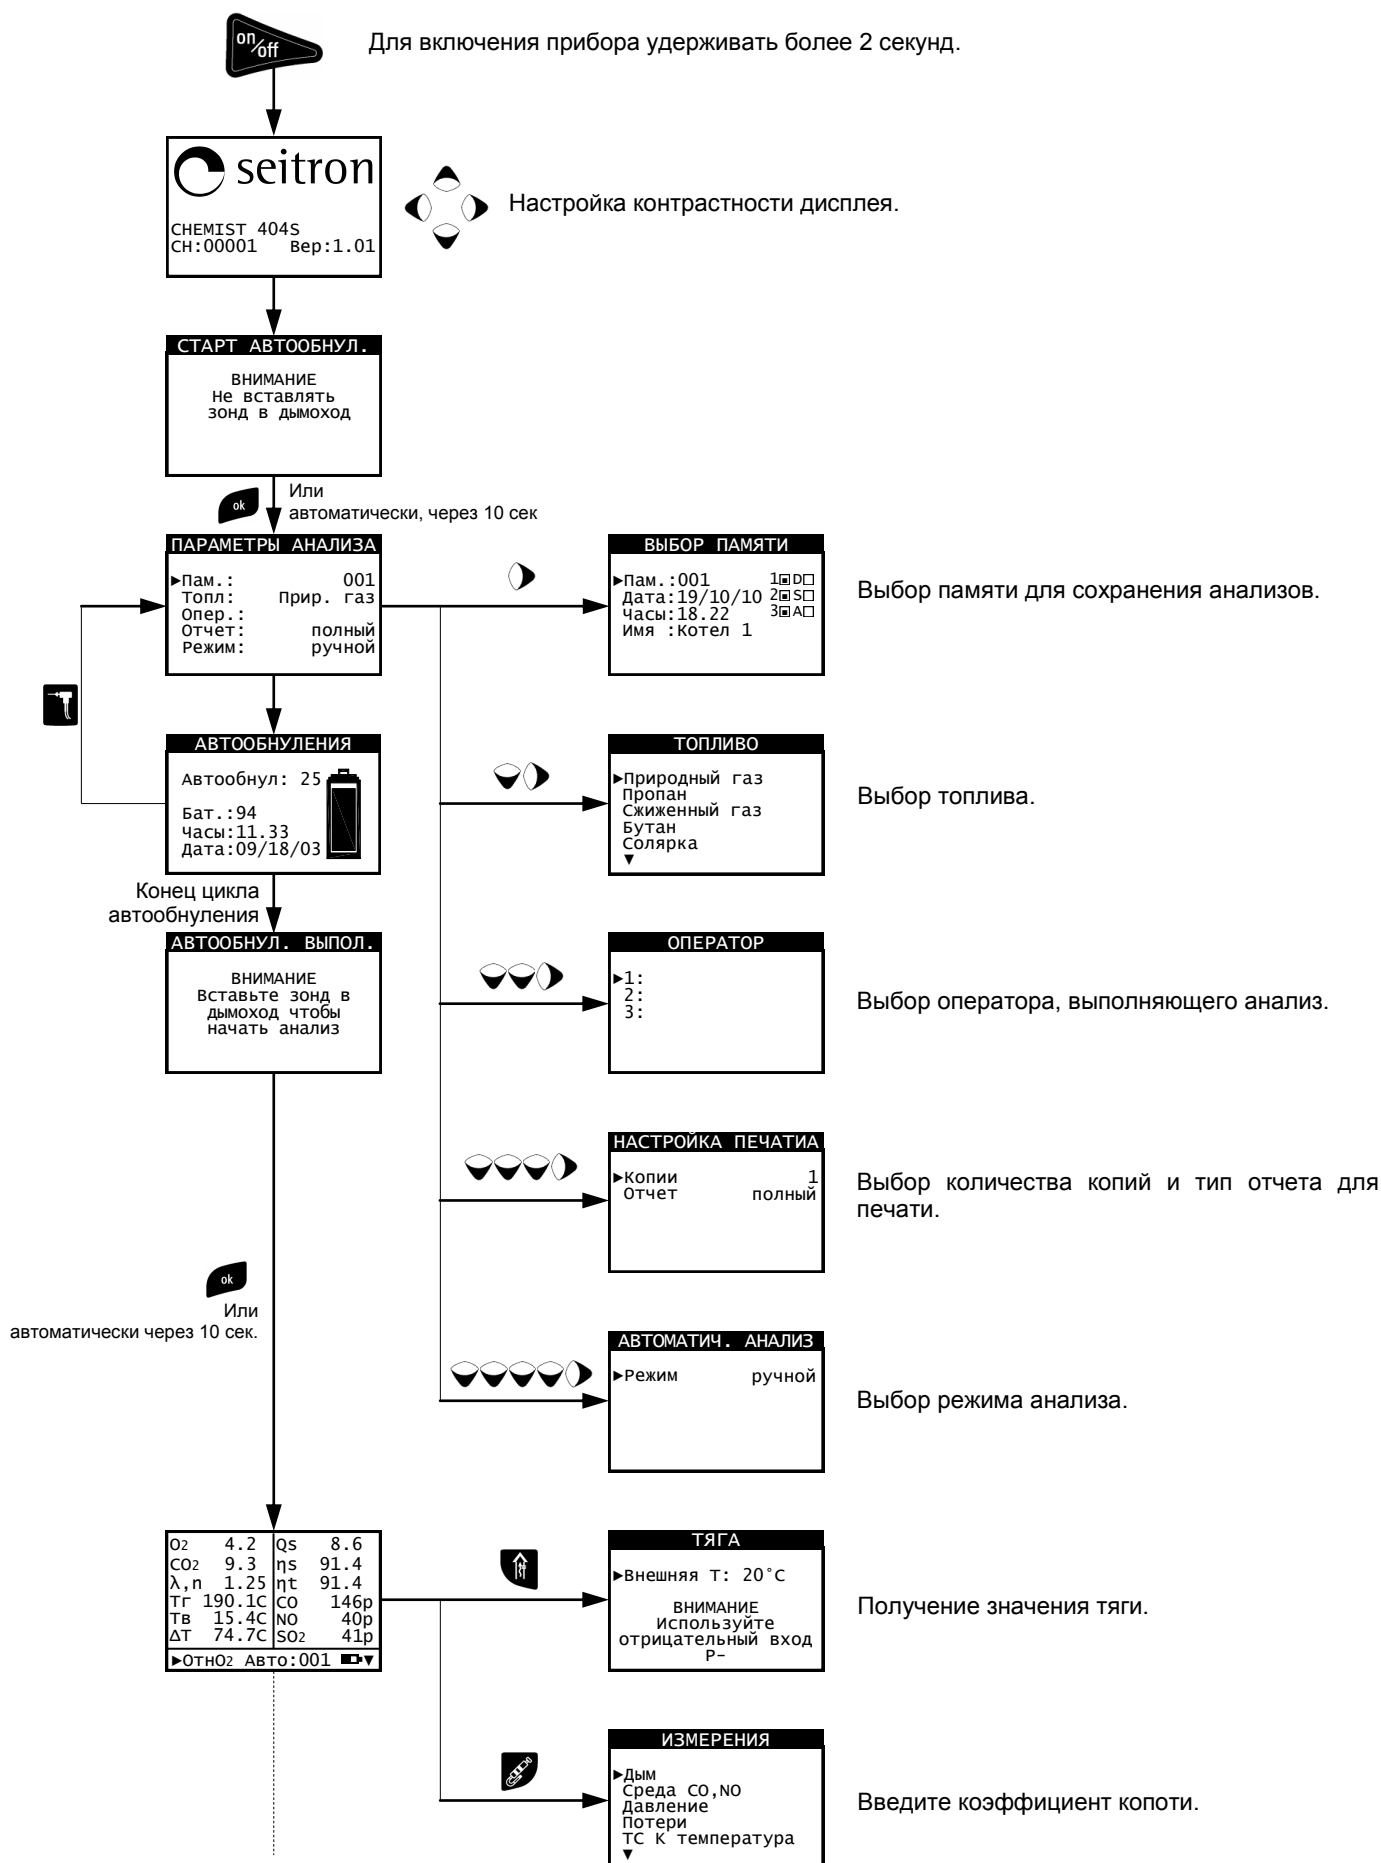 on/off
Для включения прибора удерживать более 2 секунд.
seitron
CHEMIST 404S
СН:00001 Вер:1.01
Настройка контрастности дисплея.
СТАРТ АВТООБНУЛ.
ВНИМАНИЕ
Не вставлять
зонд в дымоход
ok
Или
автоматически, через 10 сек
ПАРАМЕТРЫ АНАЛИЗА
▶Пам.: 001
Топл: Прир. газ
Опер.:
Отчет: полный
Режим: ручной
ВЫБОР ПАМЯТИ
▶Пам.:001 1▣D□
Дата:19/10/10 2▣S□
Часы:18.22 3▣A□
Имя :Котел 1
Выбор памяти для сохранения анализов.
АВТООБНУЛЕНИЯ
Автообнул: 25
Бат.:94
Часы:11.33
Дата:09/18/03
ТОПЛИВО
▶Природный газ
Пропан
Сжиженный газ
Бутан
Солярка
▼
Выбор топлива.
Конец цикла
автообнуления
АВТООБНУЛ. ВЫПОЛ.
ВНИМАНИЕ
Вставьте зонд в
дымоход чтобы
начать анализ
ОПЕРАТОР
▶1:
2:
3:
Выбор оператора, выполняющего анализ.
НАСТРОЙКА ПЕЧАТИА
▶Копии 1
Отчет полный
Выбор количества копий и тип отчета для
печати.
ok
Или
автоматически через 10 сек.
АВТОМАТИЧ. АНАЛИЗ
▶Режим ручной
Выбор режима анализа.
O2 4.2 Qs 8.6
CO2 9.3 ηs 91.4
λ,n 1.25 ηt 91.4
Тг 190.1C CO 146p
Тв 15.4C NO 40p
ΔT 74.7C SO2 41p
▶ОтнO2 Авто:001 ▼
ТЯГА
▶Внешняя Т: 20°C
ВНИМАНИЕ
Используйте
отрицательный вход
P-
Получение значения тяги.
ИЗМЕРЕНИЯ
▶Дым
Среда CO,NO
Давление
Потери
ТС К температура
▼
Введите коэффициент копоти.